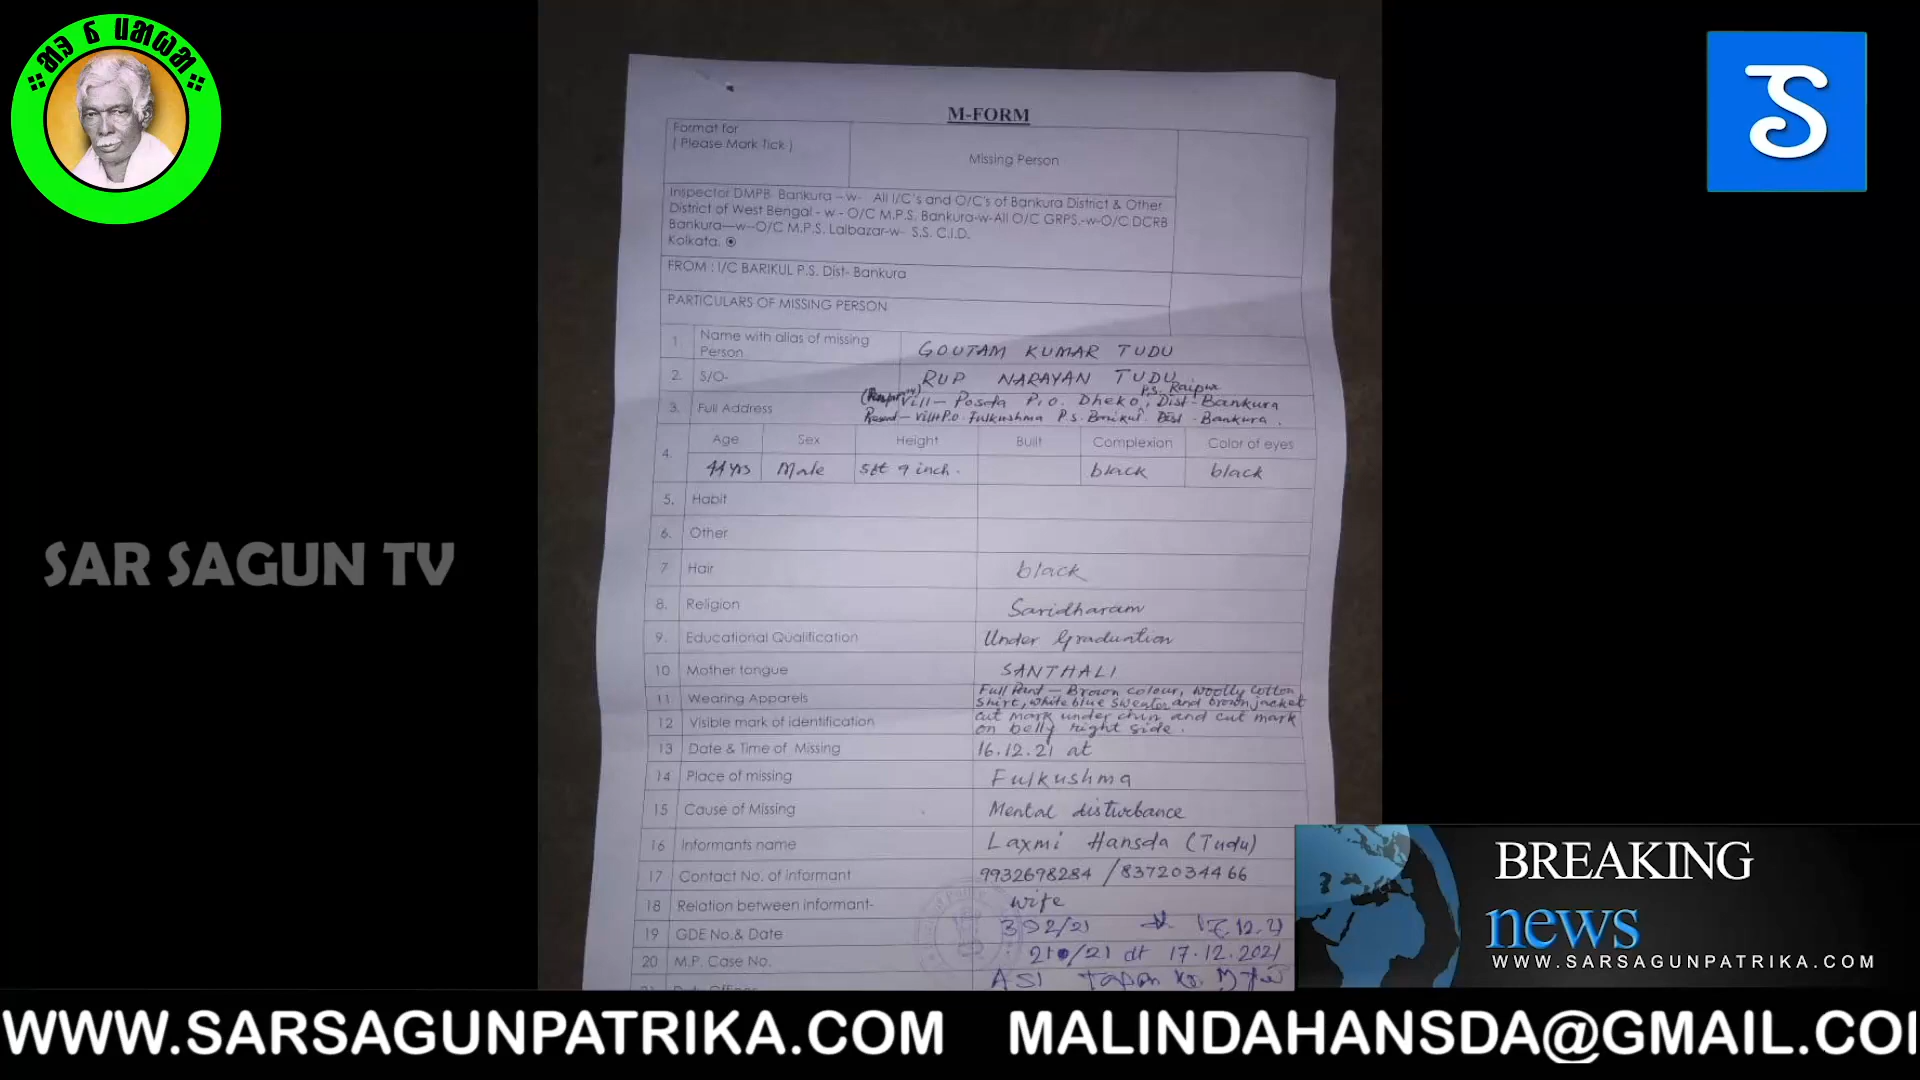 M-FORM
Format for
( Please Mark Tick )
Missing Person
Inspector DMPB Bankura –w- All I/C's and O/C's of Bankura District & Other
District of West Bengal - w - O/C M.P.S. Bankura-w-All O/C GRPS.-w-O/C DCRB
Bankura—w--O/C M.P.S. Lalbazar-w- S.S. C.I.D.
Kolkata.
FROM : I/C BARIKUL P.S. Dist- Bankura
PARTICULARS OF MISSING PERSON
1. Name with alias of missing Person GOUTAM KUMAR TUDU
2. S/O- RUP NARAYAN TUDU
P.S. Raipur
3. Full Address Vill - Posda P.O. Dheko, Dist- Bankura
Present - Vill+P.O. Fulkushma P.S. Barikul Dist - Bankura.
4. Age Sex Height Built Complexion Color of eyes
44 yrs Male 5ft 9 inch. black black
5. Habit
6. Other
7 Hair black
8. Religion Saridharam
9. Educational Qualification Under Graduation
10 Mother tongue SANTHALI
11 Wearing Apparels Full Pant - Brown colour, woolly cotton
shirt, white blue sweater and brown jacket
12 Visible mark of identification cut mark under chin and cut mark
on belly right side.
13 Date & Time of Missing 16.12.21 at
14 Place of missing Fulkushma
15 Cause of Missing Mental disturbance
16 Informants name Laxmi Hansda (Tudu)
17 Contact No. of informant 9932698284 / 8372034466
18 Relation between informant- wife
19 GDE No.& Date
20 M.P. Case No. 210/21 dt 17.12.2021
ASI
SAR SAGUN TV
BREAKING
news
WWW.SARSAGUNPATRIKA.COM
WWW.SARSAGUNPATRIKA.COM MALINDAHANSDA@GMAIL.CO